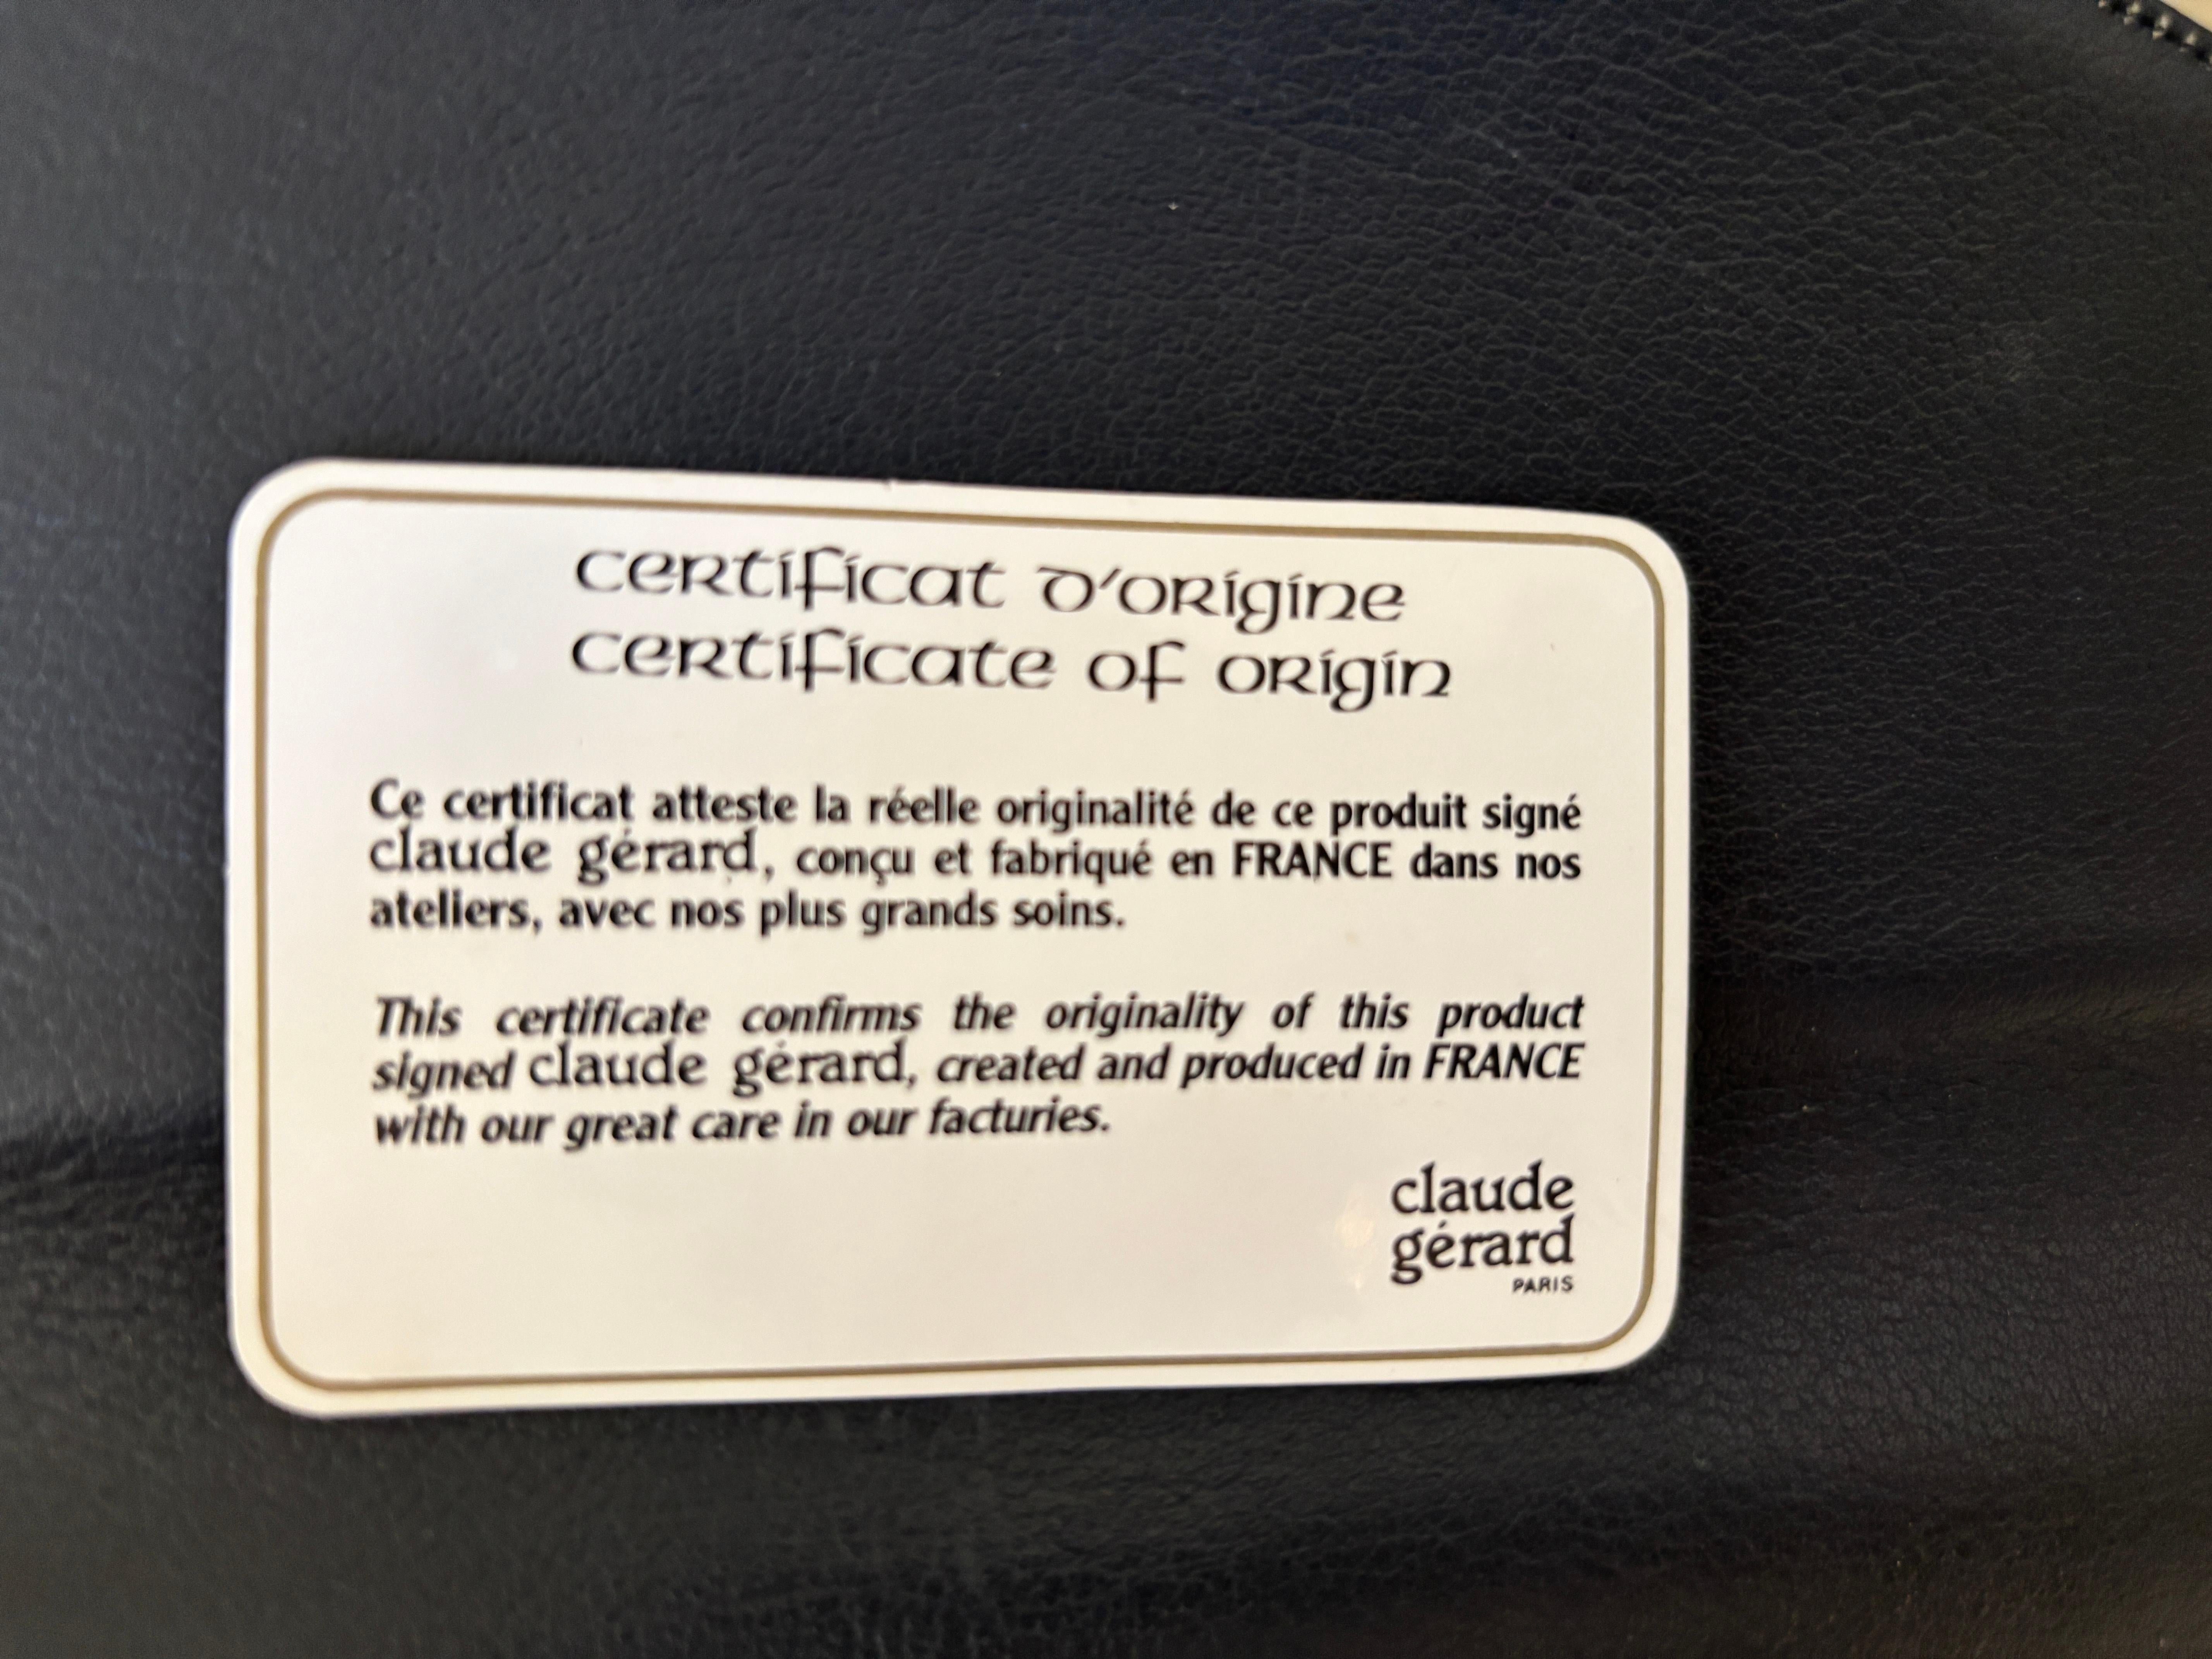 certificat d'origine
certificate of origin
Ce certificat atteste la réelle originalité de ce produit signé
claude gérard, conçu et fabriqué en FRANCE dans nos
ateliers, avec nos plus grands soins.
This certificate confirms the originality of this product
signed claude gérard, created and produced in FRANCE
with our great care in our facturies.
claude
gérard
PARIS